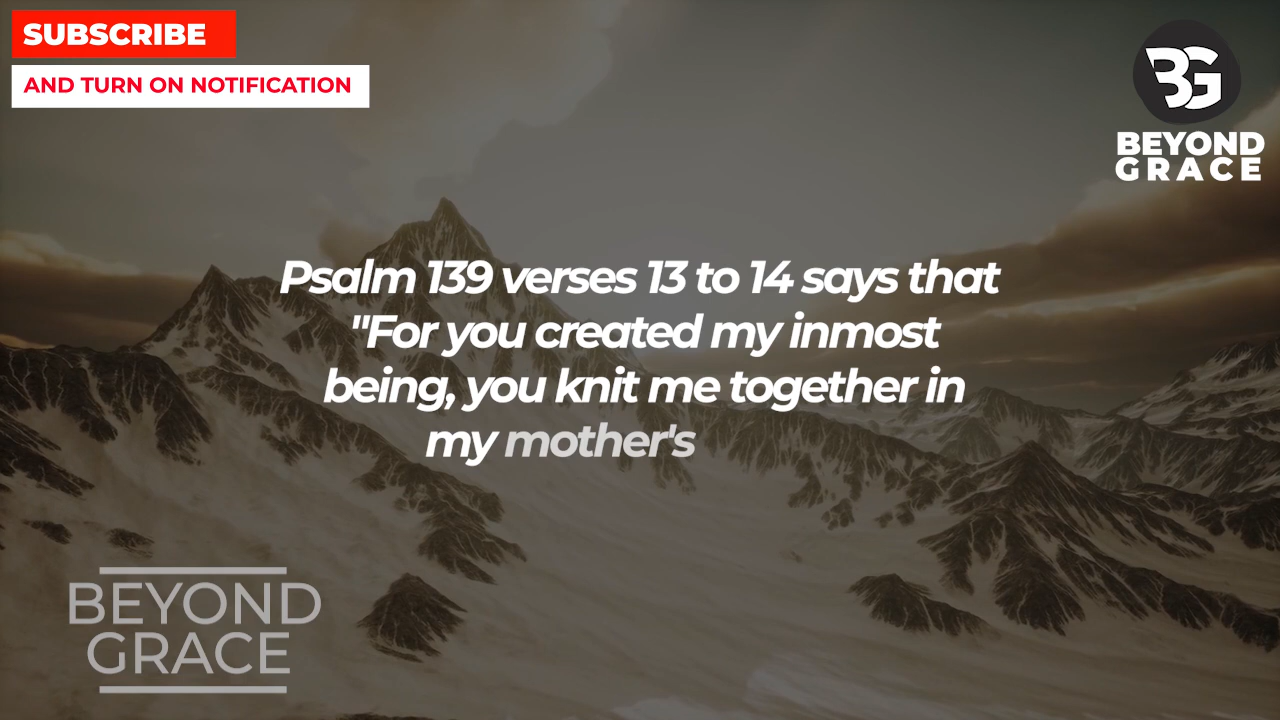 SUBSCRIBE
AND TURN ON NOTIFICATION
BG
BEYOND
GRACE
Psalm 139 verses 13 to 14 says that
"For you created my inmost
being, you knit me together in
my mother's
BEYOND
GRACE